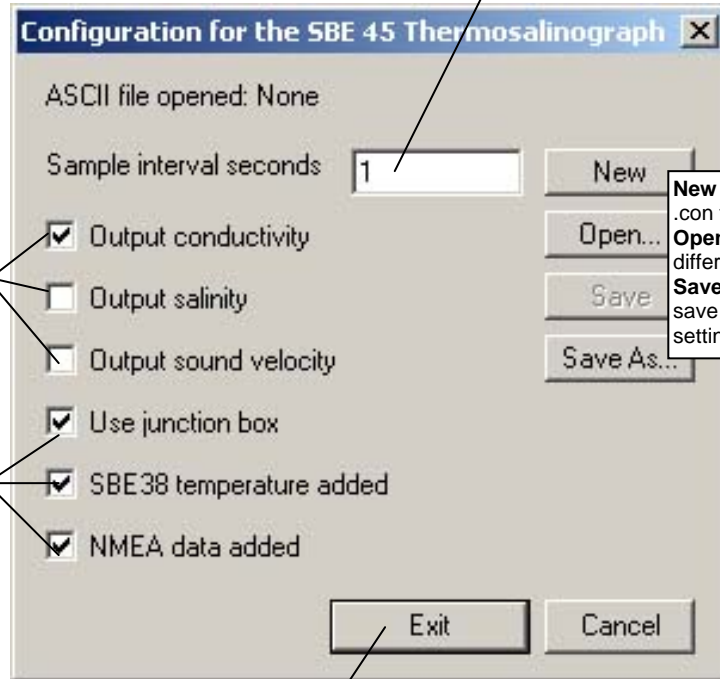 Configuration for the SBE 45 Thermosalinograph
ASCII file opened: None
Sample interval seconds 1
New
Output conductivity
Open...
Output salinity
Save
Output sound velocity
Save As...
Use junction box
SBE38 temperature added
NMEA data added
Exit
Cancel
New
.con
Open
differ
Save
save
settin